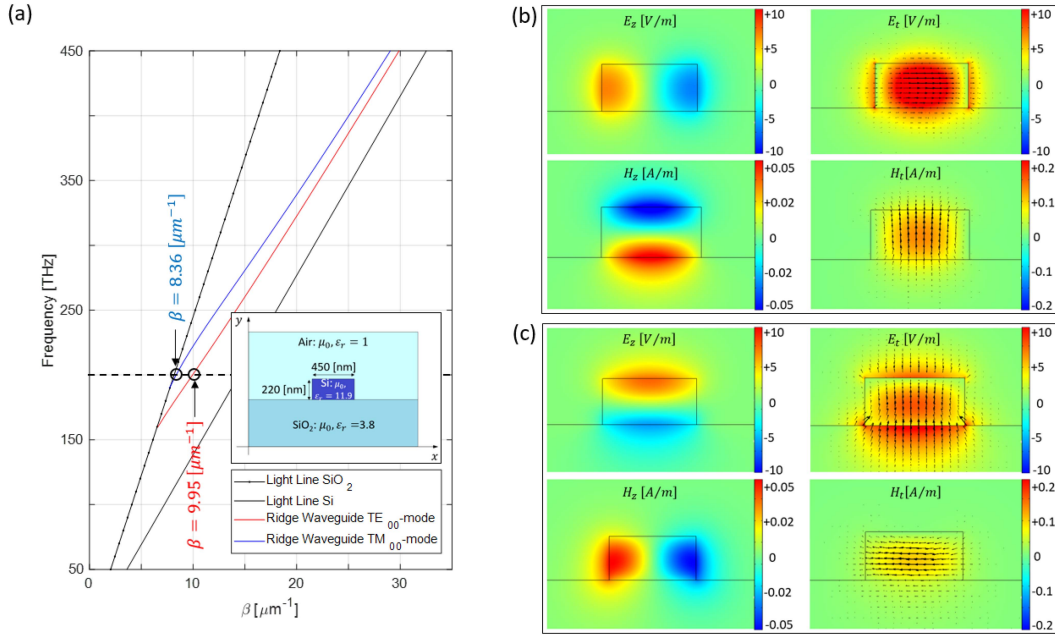 (a)
450
350
250
150
50
Frequency [THz]
0
10
20
30
β [μm⁻¹]
β = 8.36 [μm⁻¹]
β = 9.95 [μm⁻¹]
y
Air: μ₀, εᵣ = 1
450 [nm]
220 [nm]
Si: μ₀,
εᵣ = 11.9
SiO₂: μ₀, εᵣ =3.8
x
Light Line SiO ₂
Light Line Si
Ridge Waveguide TE ₀₀-mode
Ridge Waveguide TM ₀₀-mode
(b)
E_z [V/m]
+10
+5
0
-5
-10
E_t [V/m]
+10
+5
0
-5
-10
H_z [A/m]
+0.05
+0.02
0
-0.02
-0.05
H_t [A/m]
+0.2
+0.1
0
-0.1
-0.2
(c)
E_z [V/m]
+10
+5
0
-5
-10
E_t [V/m]
+10
+5
0
-5
-10
H_z [A/m]
+0.05
+0.02
0
-0.02
-0.05
H_t[A/m]
+0.2
+0.1
0
-0.1
-0.2